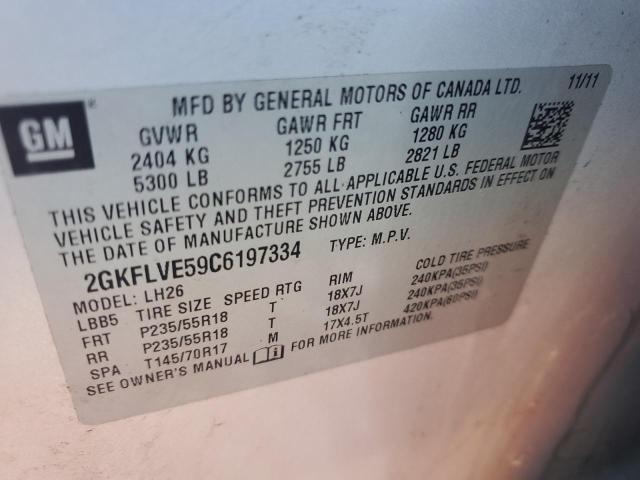 GM
MFD BY GENERAL MOTORS OF CANADA LTD. 11/11
GVWR GAWR FRT GAWR RR
2404 KG 1250 KG 1280 KG
5300 LB 2755 LB 2821 LB
THIS VEHICLE CONFORMS TO ALL APPLICABLE U.S. FEDERAL MOTOR
VEHICLE SAFETY AND THEFT PREVENTION STANDARDS IN EFFECT ON
THE DATE OF MANUFACTURE SHOWN ABOVE.
2GKFLVE59C6197334 TYPE: M.P.V.
MODEL: LH26
LBB5 TIRE SIZE SPEED RTG RIM COLD TIRE PRESSURE
FRT P235/55R18 T 18X7J 240KPA(35PSI)
RR P235/55R18 T 18X7J 240KPA(35PSI)
SPA T145/70R17 M 17X4.5T 420KPA(60PSI)
SEE OWNER'S MANUAL FOR MORE INFORMATION.